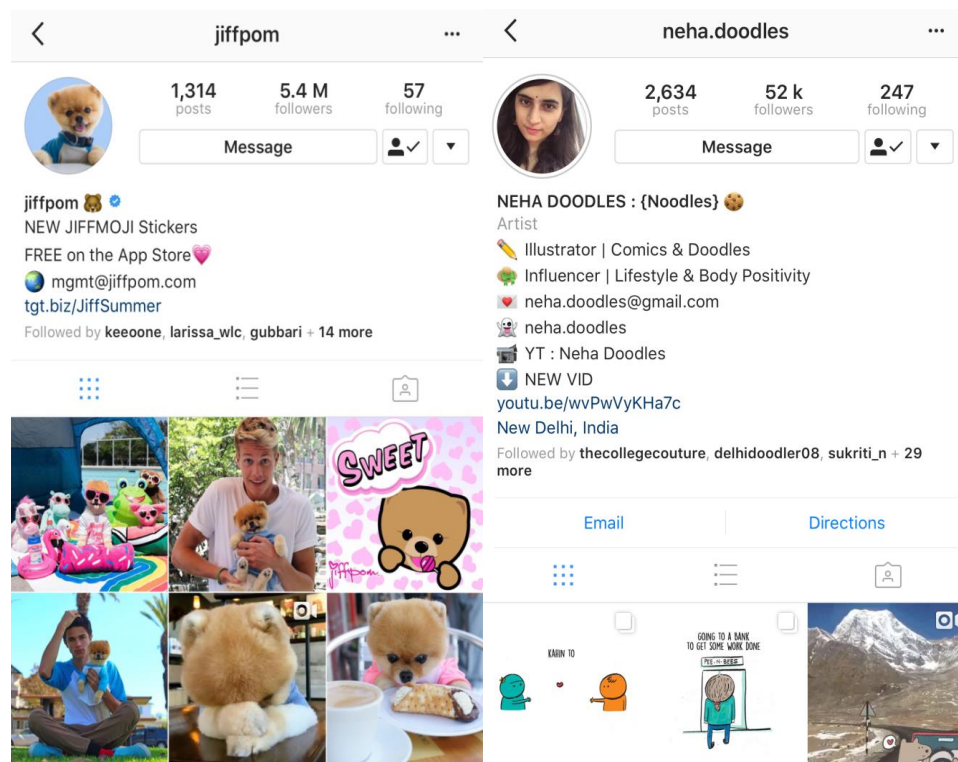 jiffpom
1,314
posts
5.4 M
followers
57
following
Message
jiffpom
NEW JIFFMOJI Stickers
FREE on the App Store
mgmt@jiffpom.com
tgt.biz/JiffSummer
Followed by keeoone, larissa_wlc, gubbari + 14 more
SWEET
jiffpom
neha.doodles
2,634
posts
52 k
followers
247
following
Message
NEHA DOODLES : {Noodles}
Artist
Illustrator | Comics & Doodles
Influencer | Lifestyle & Body Positivity
neha.doodles@gmail.com
neha.doodles
YT : Neha Doodles
NEW VID
youtu.be/wvPwVyKHa7c
New Delhi, India
Followed by thecollegecouture, delhidoodler08, sukriti_n + 29
more
Email
Directions
KAHIN TO
GOING TO A BANK
TO GET SOME WORK DONE